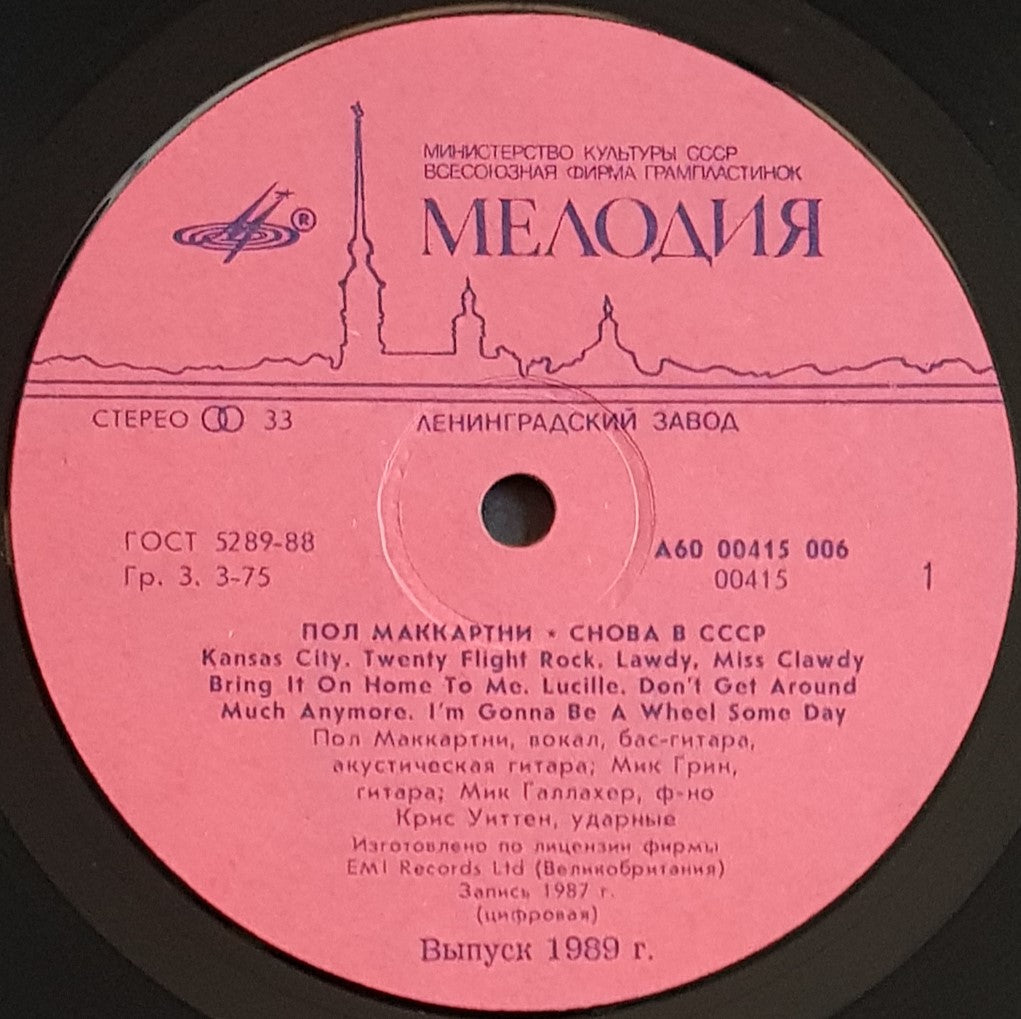 МИНИСТЕРСТВО КУЛЬТУРЫ СССР
ВСЕСОЮЗНАЯ ФИРМА ГРАМПЛАСТИНОК
®
МЕЛОДИЯ
СТЕРЕО 33
ЛЕНИНГРАДСКИЙ ЗАВОД
ГОСТ 5289-88
Гр. 3. 3-75
А60 00415 006
00415
1
ПОЛ МАККАРТНИ * СНОВА В СССР
Kansas City. Twenty Flight Rock. Lawdy, Miss Clawdy
Bring It On Home To Me. Lucille. Don't Get Around
Much Anymore. I'm Gonna Be A Wheel Some Day
Пол Маккартни, вокал, бас-гитара,
акустическая гитара; Мик Грин,
гитара; Мик Галлахер, ф-но
Крис Уиттен, ударные
Изготовлено по лицензии фирмы
EMI Records Ltd (Великобритания)
Запись 1987 г.
(цифровая)
Выпуск 1989 г.